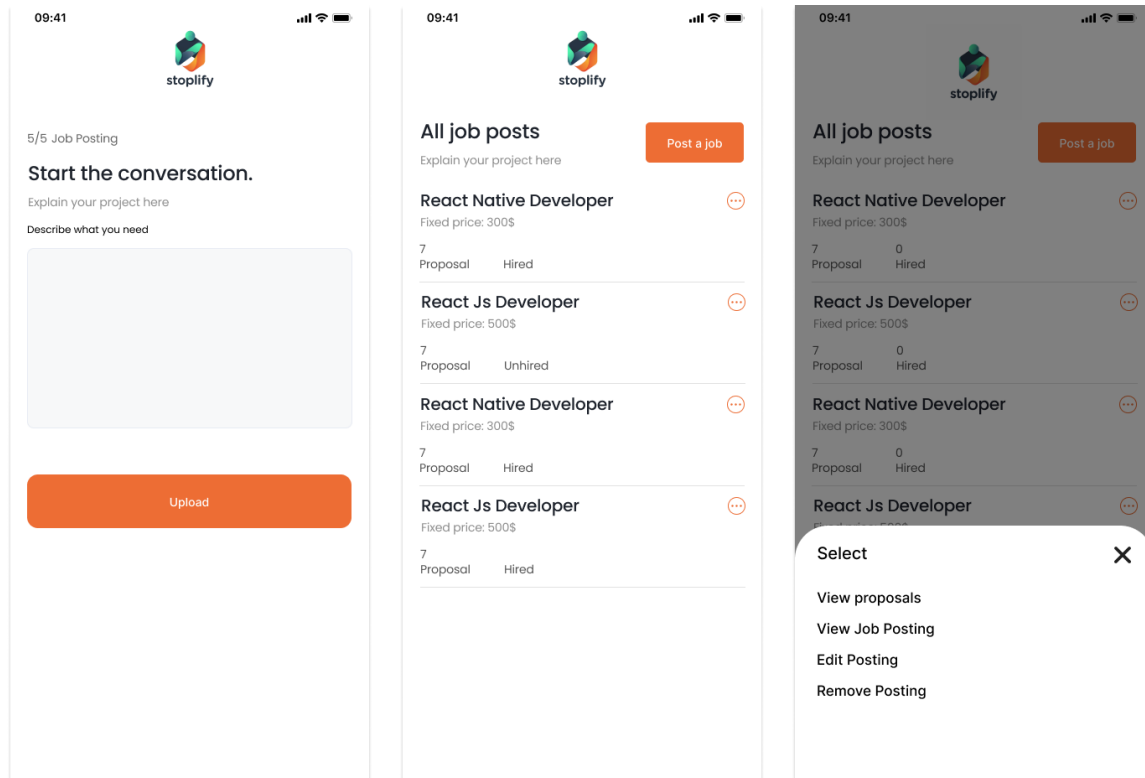 09:41
stoplify
5/5 Job Posting
Start the conversation.
Explain your project here
Describe what you need
Upload
09:41
stoplify
All job posts
Post a job
Explain your project here
React Native Developer
Fixed price: 300$
7
Proposal Hired
React Js Developer
Fixed price: 500$
7
Proposal Unhired
React Native Developer
Fixed price: 300$
7
Proposal Hired
React Js Developer
Fixed price: 500$
7
Proposal Hired
09:41
stoplify
All job posts
Post a job
Explain your project here
React Native Developer
Fixed price: 300$
7 0
Proposal Hired
React Js Developer
Fixed price: 500$
7 0
Proposal Hired
React Native Developer
Fixed price: 300$
7 0
Proposal Hired
React Js Developer
Fixed price: 500$
Select
View proposals
View Job Posting
Edit Posting
Remove Posting